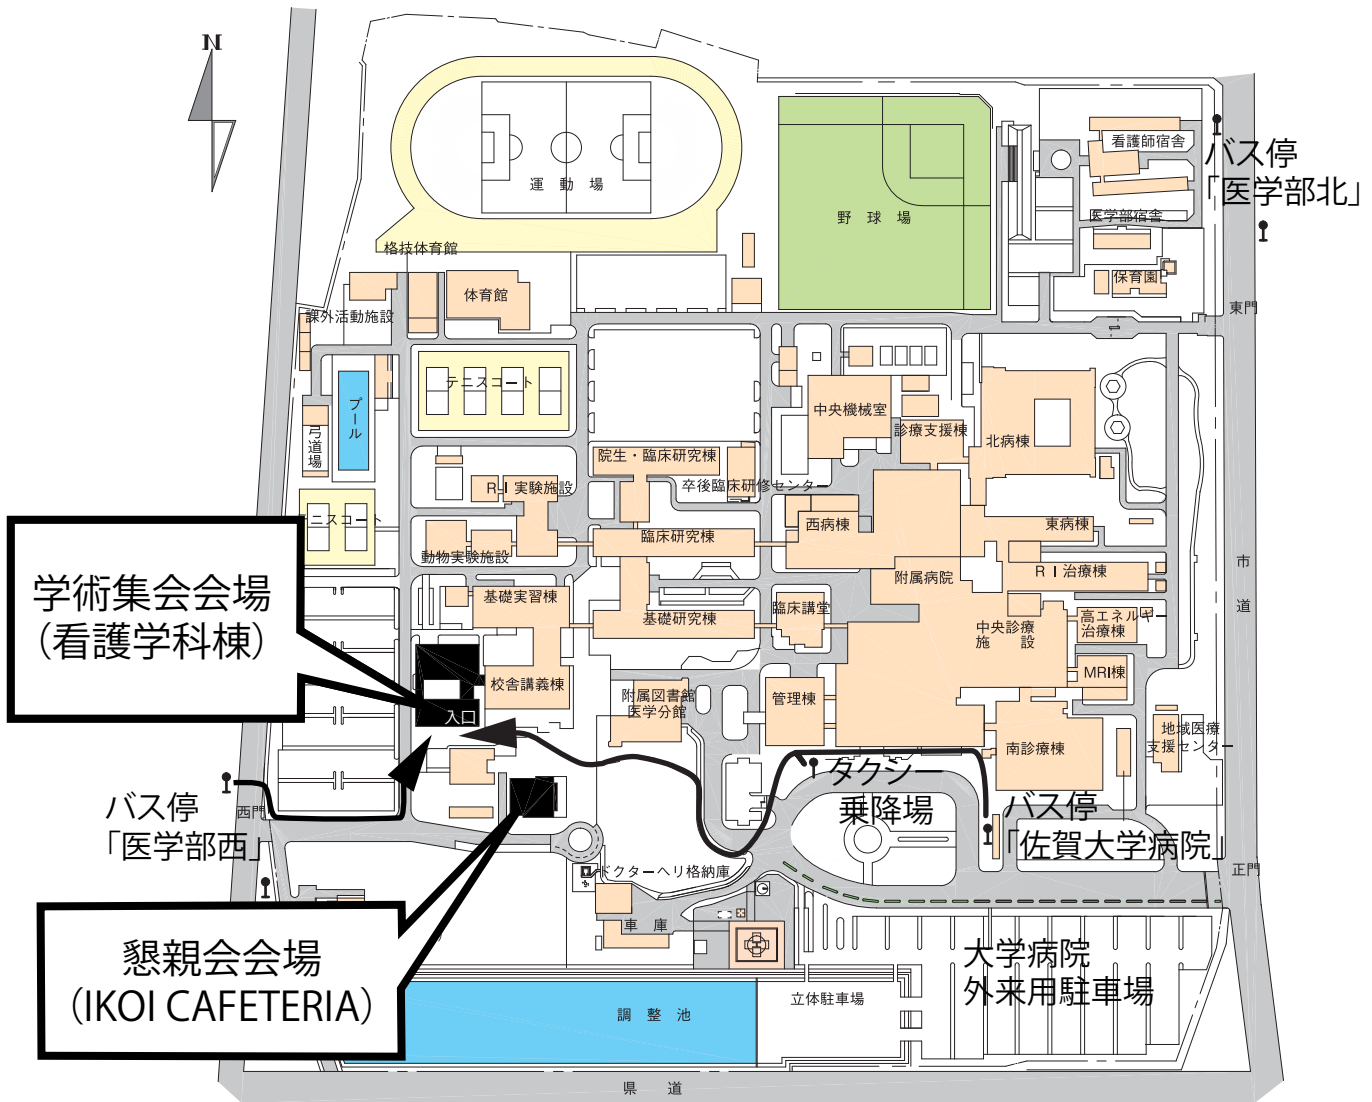 N
看護師宿舎
バス停
「医学部北」
医学部宿舎
保育園
東門
運動場
野球場
格技体育館
体育館
課外活動施設
テニスコート
プール
弓道場
テニスコート
中央機械室
診療支援棟
北病棟
院生・臨床研究棟
卒後臨床研修センター
RI実験施設
西病棟
東病棟
臨床研究棟
動物実験施設
附属病院
RI治療棟
市道
学術集会会場
（看護学科棟）
基礎実習棟
基礎研究棟
臨床講堂
中央診療
施設
高エネルギー
治療棟
MRI棟
校舎講義棟
附属図書館
医学分館
管理棟
入口
南診療棟
地域医療
支援センター
タクシー
乗降場
バス停
「佐賀大学病院」
バス停
「医学部西」
西門
正門
ドクターヘリ格納庫
車庫
懇親会会場
（IKOI CAFETERIA）
大学病院
外来用駐車場
立体駐車場
調整池
県道